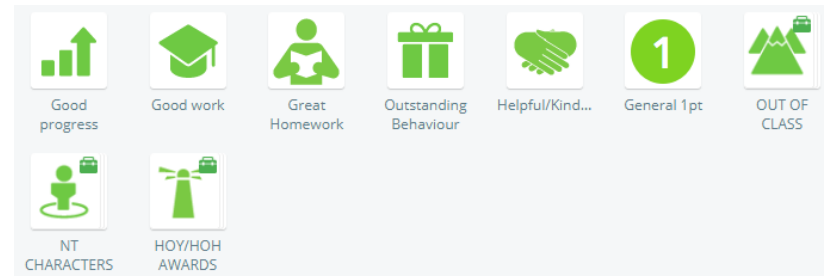 Good
progress
Good work
Great
Homework
Outstanding
Behaviour
Helpful/Kind...
1
General 1pt
OUT OF
CLASS
NT
CHARACTERS
HOY/HOH
AWARDS